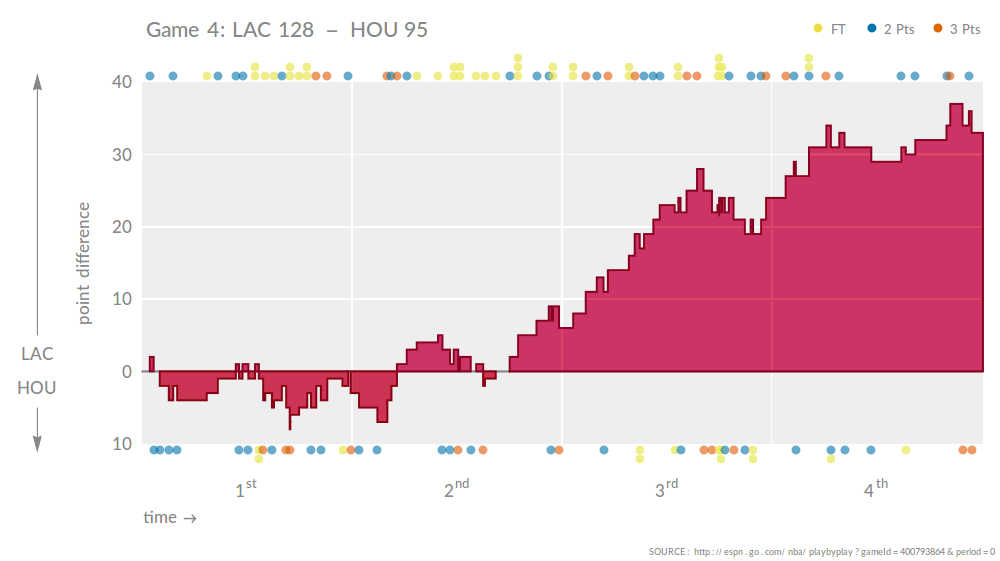 Game 4: LAC 128 – HOU 95
FT 2 Pts 3 Pts
40
30
20
10
0
10
point difference
LAC
HOU
1st 2nd 3rd 4th
time →
SOURCE: http://espn.go.com/nba/playbyplay?gameId=400793864&period=0